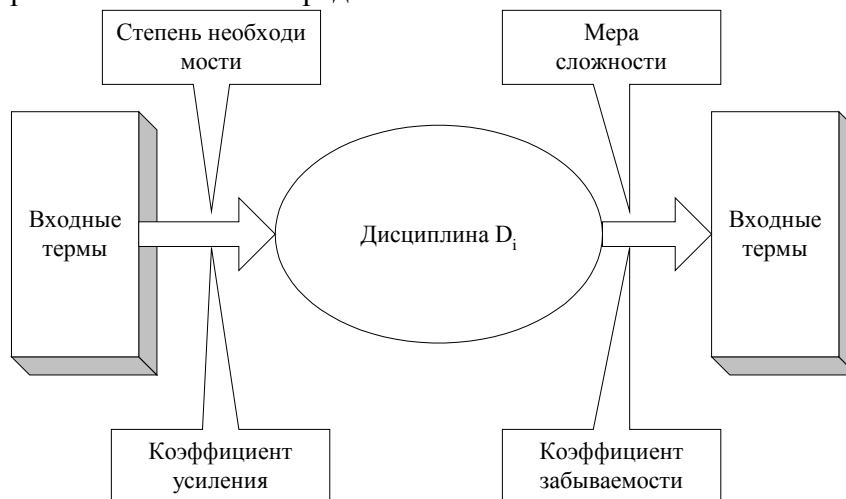 Степень необходи
мости
Мера
сложности
Входные
термы
Дисциплина Di
Входные
термы
Коэффициент
усиления
Коэффициент
забываемости